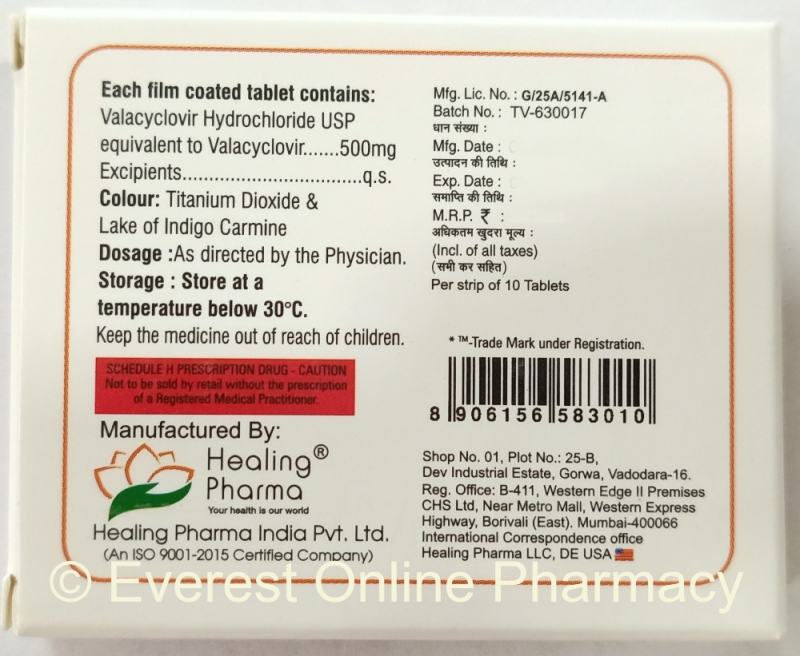 Each film coated tablet contains:
Valacyclovir Hydrochloride USP
equivalent to Valacyclovir.......500mg
Excipients..................................q.s.
Colour: Titanium Dioxide &
Lake of Indigo Carmine
Dosage :As directed by the Physician.
Storage : Store at a
temperature below 30°C.
Keep the medicine out of reach of children.
SCHEDULE H PRESCRIPTION DRUG - CAUTION
Not to be sold by retail without the prescription
of a Registered Medical Practitioner.
Manufactured By:
Healing®
Pharma
Your health is our world
Healing Pharma India Pvt. Ltd.
(An ISO 9001-2015 Certified Company)
Mfg. Lic. No. : G/25A/5141-A
Batch No. : TV-630017
धान संख्या :
Mfg. Date :
उत्पादन की तिथि :
Exp. Date :
समाप्ति की तिथि :
M.R.P. ₹ :
अधिकतम खुदरा मूल्य :
(Incl. of all taxes)
(सभी कर सहित)
Per strip of 10 Tablets
* ™-Trade Mark under Registration.
8 906156 583010
Shop No. 01, Plot No.: 25-B,
Dev Industrial Estate, Gorwa, Vadodara-16.
Reg. Office: B-411, Western Edge II Premises
CHS Ltd, Near Metro Mall, Western Express
Highway, Borivali (East). Mumbai-400066
International Correspondence office
Healing Pharma LLC, DE USA
© Everest Online Pharmacy